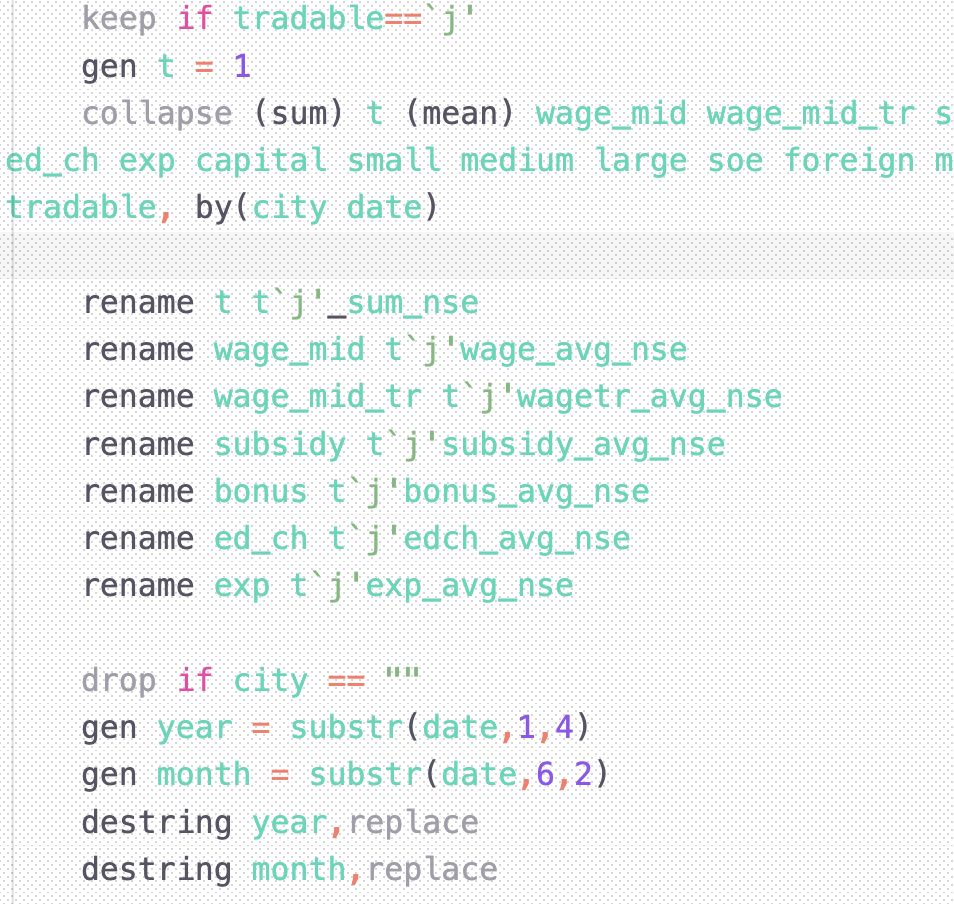 keep if tradable==`j'
gen t = 1
collapse (sum) t (mean) wage_mid wage_mid_tr s
ed_ch exp capital small medium large soe foreign m
tradable, by(city date)
rename t t`j'_sum_nse
rename wage_mid t`j'wage_avg_nse
rename wage_mid_tr t`j'wagetr_avg_nse
rename subsidy t`j'subsidy_avg_nse
rename bonus t`j'bonus_avg_nse
rename ed_ch t`j'edch_avg_nse
rename exp t`j'exp_avg_nse
drop if city == ""
gen year = substr(date,1,4)
gen month = substr(date,6,2)
destring year,replace
destring month,replace